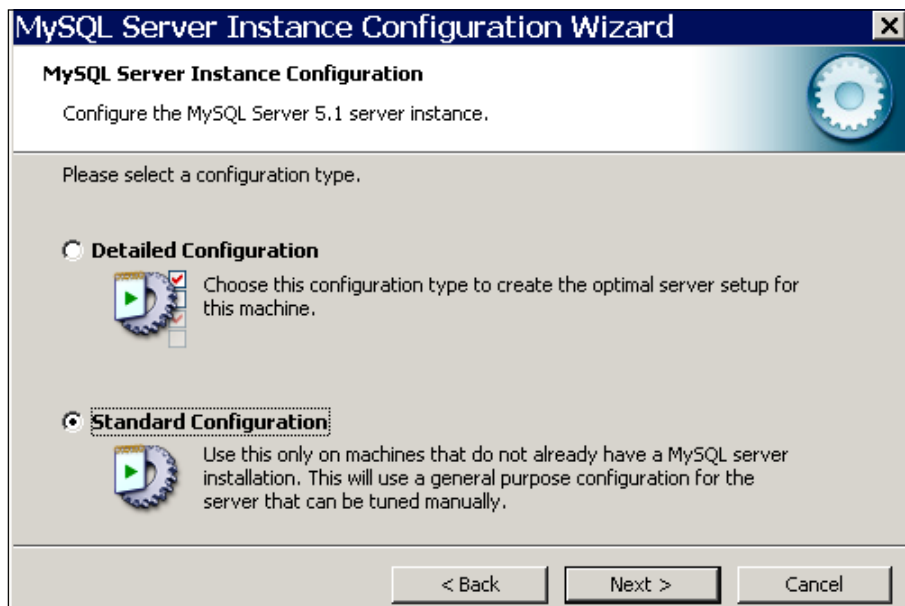 MySQL Server Instance Configuration Wizard
MySQL Server Instance Configuration
Configure the MySQL Server 5.1 server instance.
Please select a configuration type.
Detailed Configuration
Choose this configuration type to create the optimal server setup for
this machine.
Standard Configuration
Use this only on machines that do not already have a MySQL server
installation. This will use a general purpose configuration for the
server that can be tuned manually.
< Back Next > Cancel